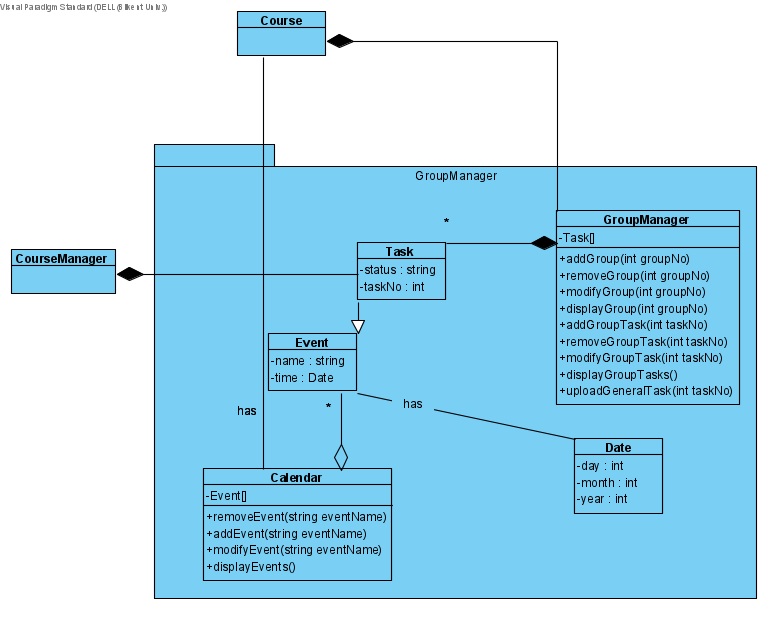 Visual Paradigm Standard (DELL (Bilkent Univ.))
Course
GroupManager
*
GroupManager
-Task[]
+addGroup(int groupNo)
+removeGroup(int groupNo)
+modifyGroup(int groupNo)
+displayGroup(int groupNo)
+addGroupTask(int taskNo)
+removeGroupTask(int taskNo)
+modifyGroupTask(int taskNo)
+displayGroupTasks()
+uploadGeneralTask(int taskNo)
CourseManager
Task
-status : string
-taskNo : int
Event
-name : string
-time : Date
has
*
has
Date
-day : int
-month : int
-year : int
Calendar
-Event[]
+removeEvent(string eventName)
+addEvent(string eventName)
+modifyEvent(string eventName)
+displayEvents()